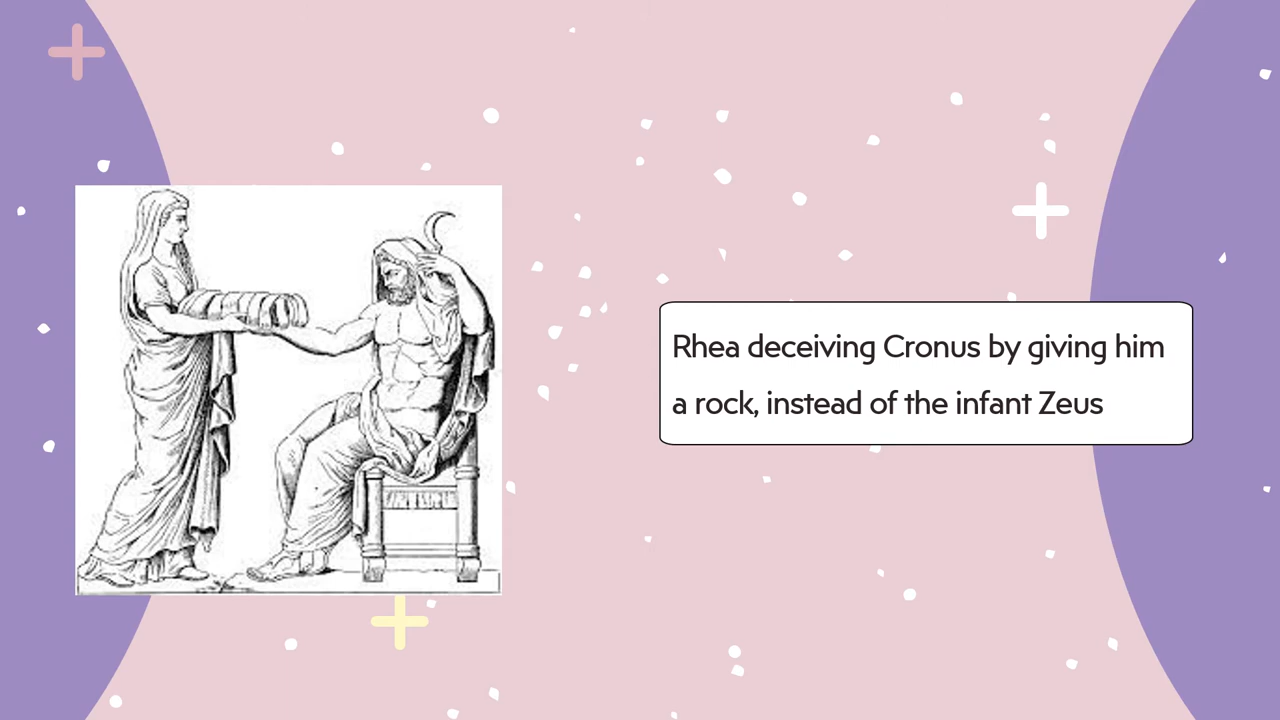 Rhea deceiving Cronus by giving him
a rock, instead of the infant Zeus